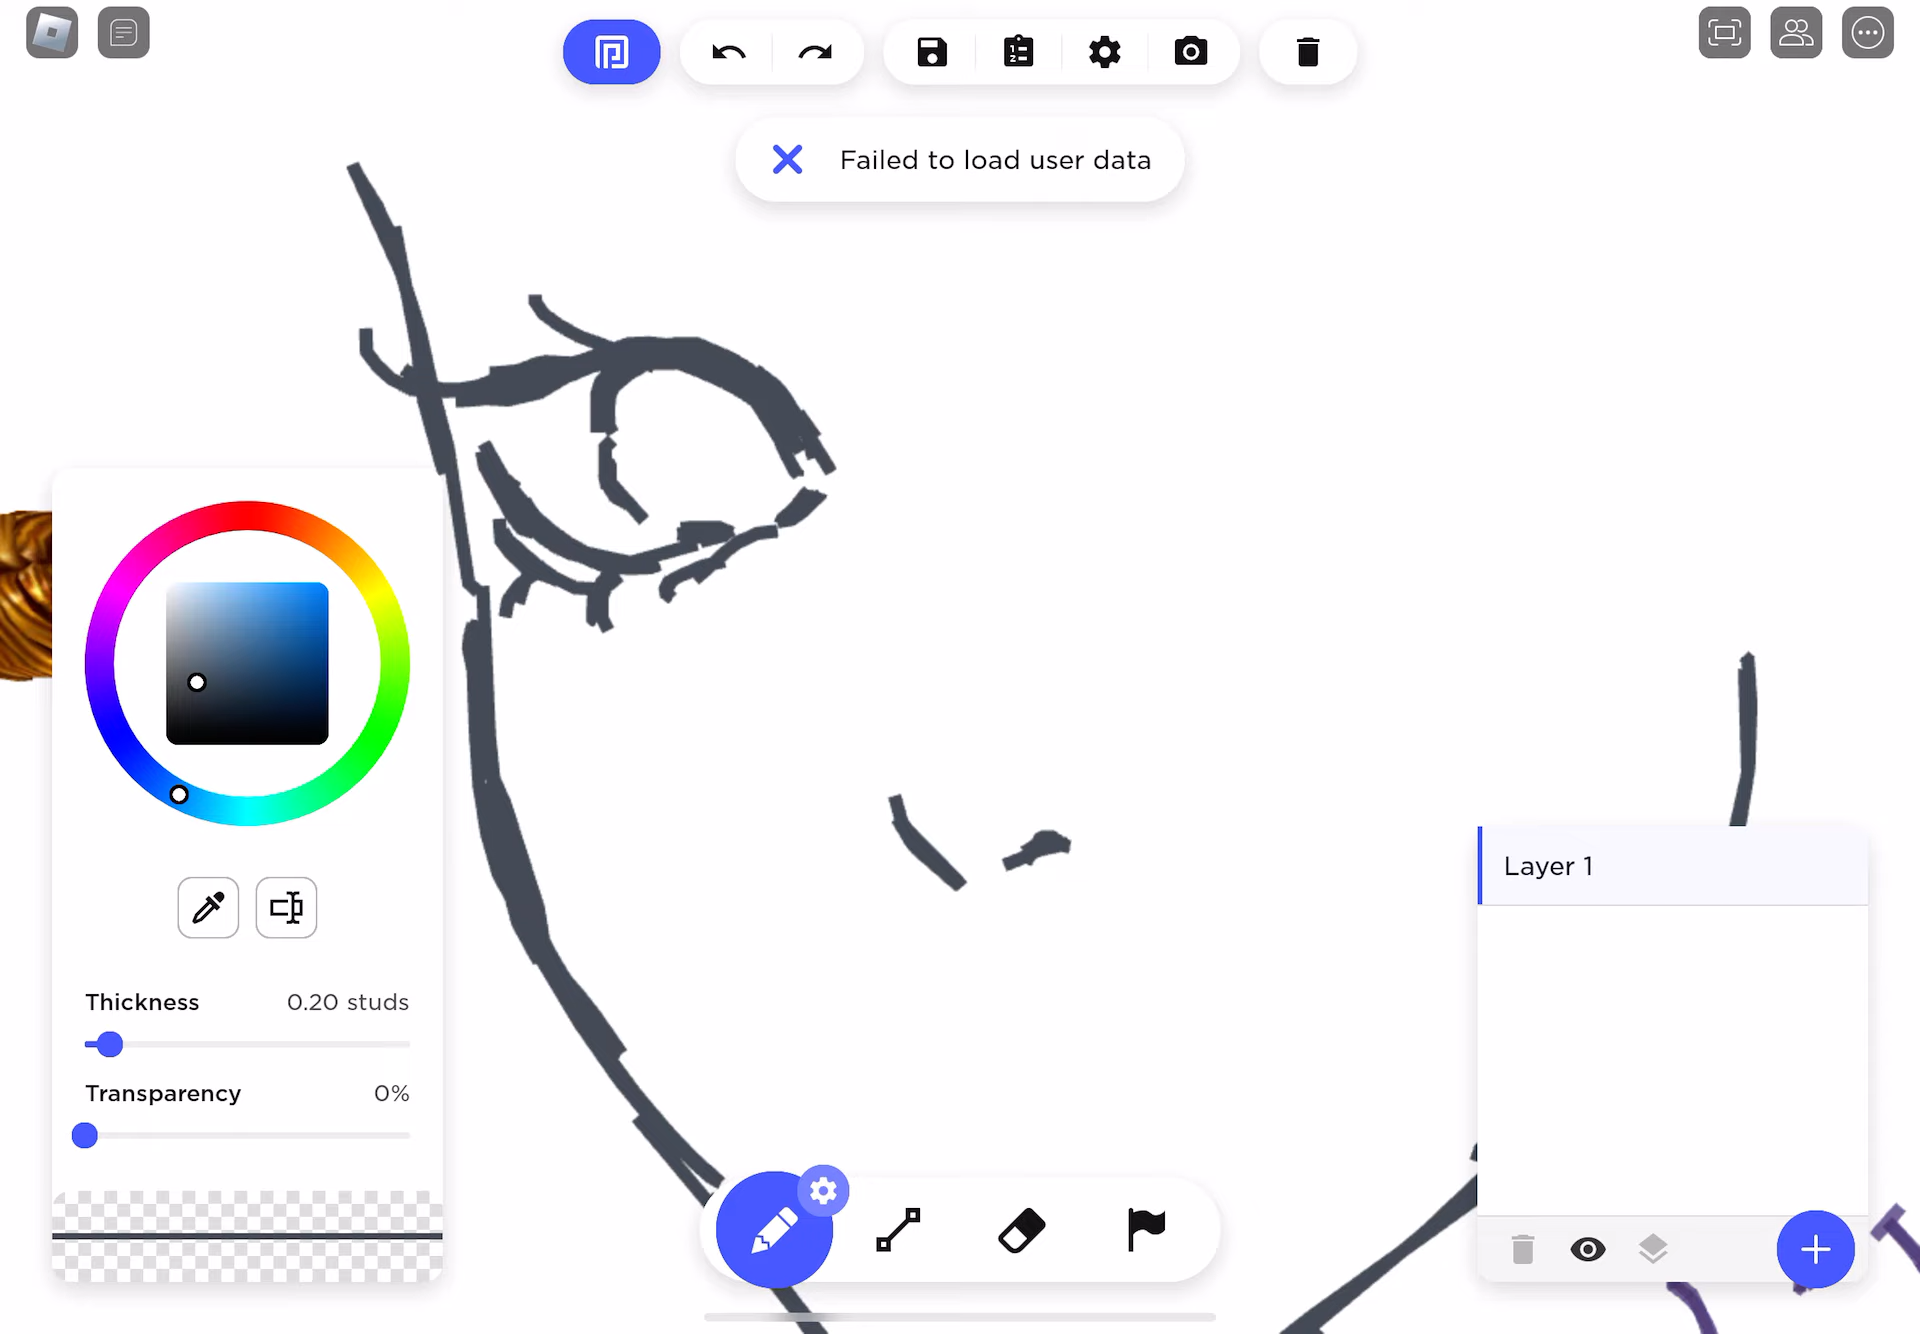 Failed to load user data
Thickness 0.20 studs
Transparency 0%
Layer 1